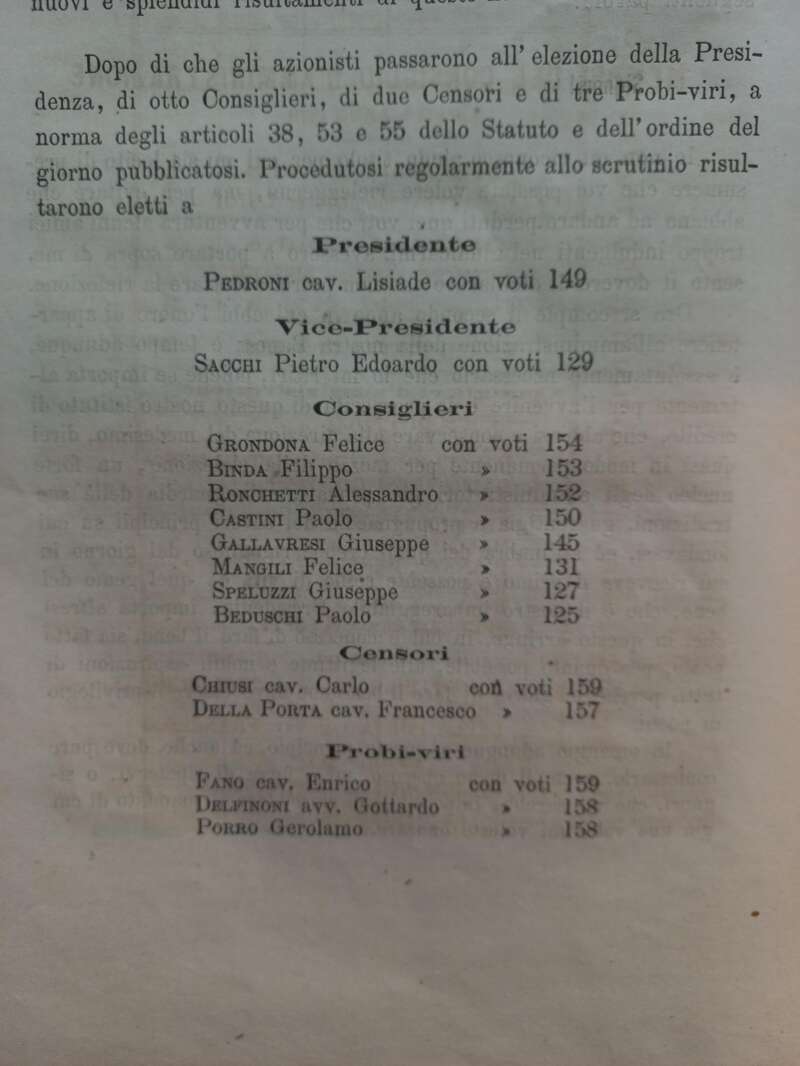 nuovi e splendidi risultamenti di queste
Dopo di che gli azionisti passarono all' elezione della Presi-
denza, di otto Consiglieri, di due Censori e di tre Probi-viri, a
norma degli articoli 38, 53 e 55 dello Statuto e dell'ordine del
giorno pubblicatosi. Procedutosi regolarmente allo scrutinio risul-
tarono eletti a
Presidente
PEDRONI cav. Lisiade con voti 149
Vice-Presidente
SACCHI Pietro Edoardo con voti 129
Consiglieri
GRONDONA Felice con voti 154
BINDA Filippo » 153
RONCHETTI Alessandro » 152
CASTINI Paolo » 150
GALLAVRESI Giuseppe » 145
MANGILI Felice » 131
SPELUZZI Giuseppe » 127
BEDUSCHI Paolo » 125
Censori
CHIUSI cav. Carlo con voti 159
DELLA PORTA cav. Francesco » 157
Probi-viri
FANO cav. Enrico con voti 159
DELFINONI avv. Gottardo » 158
PORRO Gerolamo » 158